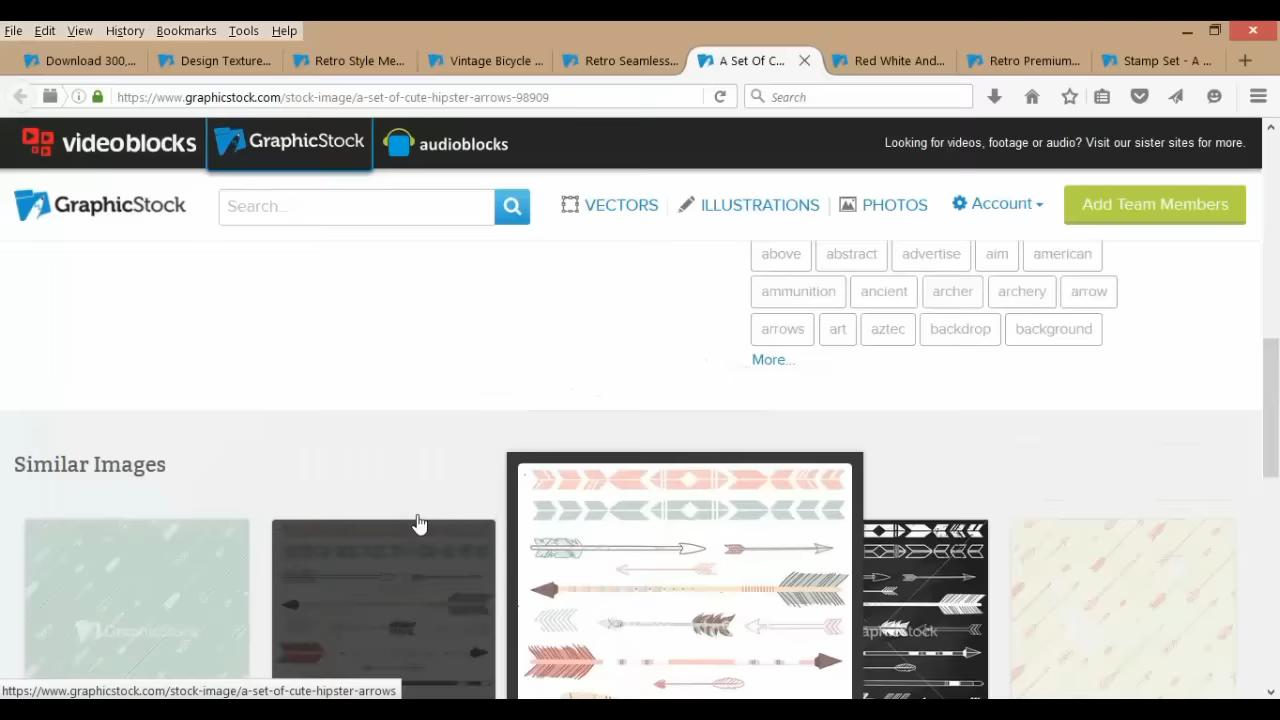 File Edit View History Bookmarks Tools Help
Download 300,... Design Texture... Retro Style Me... Vintage Bicycle ... Retro Seamless... A Set Of C... Red White And... Retro Premium... Stamp Set - A ...
https://www.graphicstock.com/stock-image/a-set-of-cute-hipster-arrows-98909 Search
videoblocks GraphicStock audioblocks Looking for videos, footage or audio? Visit our sister sites for more.
GraphicStock Search... VECTORS ILLUSTRATIONS PHOTOS Account Add Team Members
above abstract advertise aim american
ammunition ancient archer archery arrow
arrows art aztec backdrop background
More...
Similar Images
GraphicStock
https://www.graphicstock.com/stock-image/a-set-of-cute-hipster-arrows